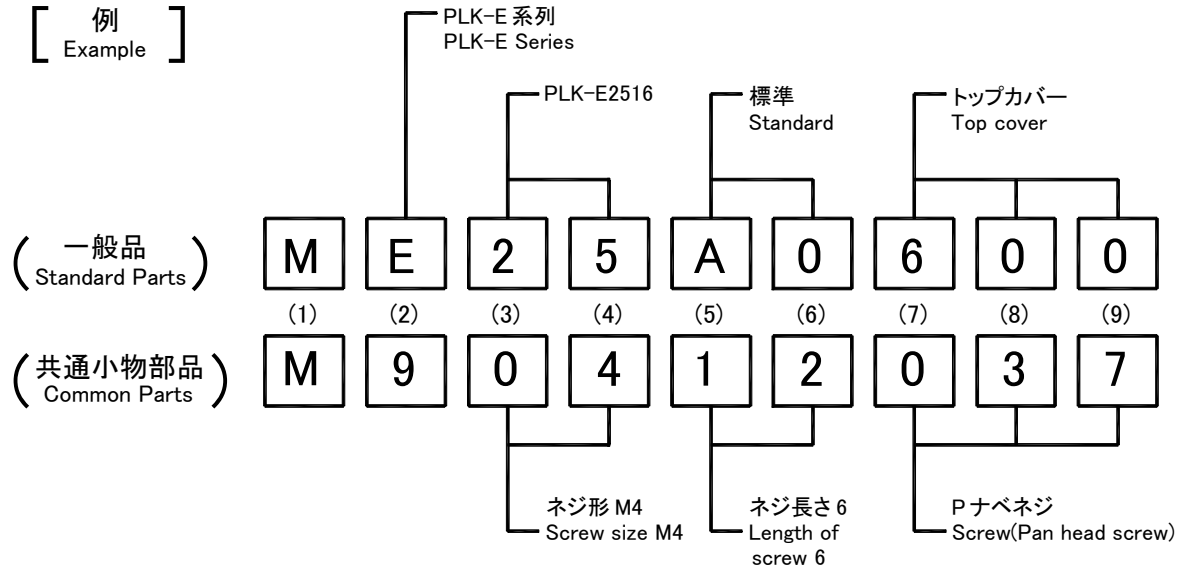 例
Example
PLK-E 系列
PLK-E Series
PLK-E2516
標準
Standard
トップカバー
Top cover
一般品
Standard Parts
M E 2 5 A 0 6 0 0
(1) (2) (3) (4) (5) (6) (7) (8) (9)
共通小物部品
Common Parts
M 9 0 4 1 2 0 3 7
ネジ形 M4
Screw size M4
ネジ長さ 6
Length of
screw 6
P ナベネジ
Screw(Pan head screw)